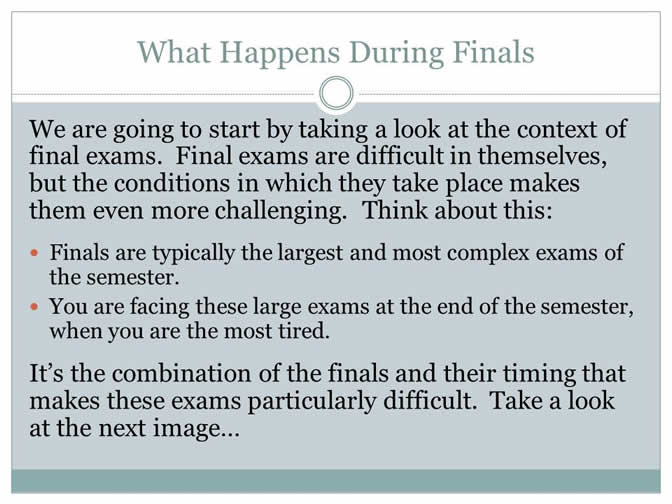 What Happens During Finals
We are going to start by taking a look at the context of
final exams.  Final exams are difficult in themselves,
but the conditions in which they take place makes
them even more challenging.  Think about this:
• Finals are typically the largest and most complex exams of
the semester.
• You are facing these large exams at the end of the semester,
when you are the most tired.
It’s the combination of the finals and their timing that
makes these exams particularly difficult.  Take a look
at the next image…